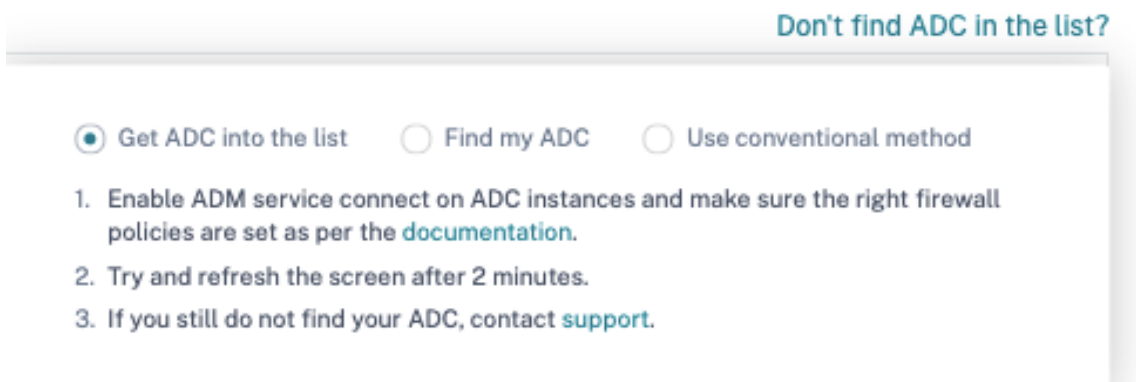 Don't find ADC in the list?
Get ADC into the list Find my ADC Use conventional method
1. Enable ADM service connect on ADC instances and make sure the right firewall
policies are set as per the documentation.
2. Try and refresh the screen after 2 minutes.
3. If you still do not find your ADC, contact support.